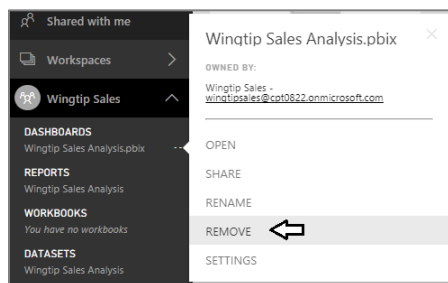 Shared with me
Workspaces
Wingtip Sales
DASHBOARDS
Wingtip Sales Analysis.pbix
REPORTS
Wingtip Sales Analysis
WORKBOOKS
You have no workbooks
DATASETS
Wingtip Sales Analysis
Wingtip Sales Analysis.pbix
OWNED BY:
Wingtip Sales -
wingtipsales@cpt0822.onmicrosoft.com
OPEN
SHARE
RENAME
REMOVE
SETTINGS